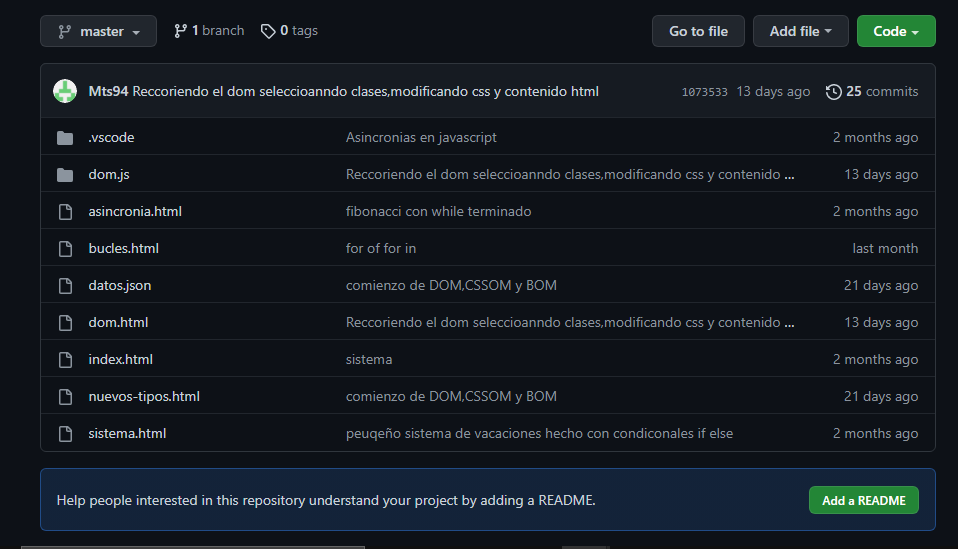 master 1 branch 0 tags Go to file Add file Code
Mts94 Reccoriendo el dom seleccioanndo clases,modificando css y contenido html 1073533 13 days ago 25 commits
.vscode Asincronias en javascript 2 months ago
dom.js Reccoriendo el dom seleccioanndo clases,modificando css y contenido ... 13 days ago
asincronia.html fibonacci con while terminado 2 months ago
bucles.html for of for in last month
datos.json comienzo de DOM,CSSOM y BOM 21 days ago
dom.html Reccoriendo el dom seleccioanndo clases,modificando css y contenido ... 13 days ago
index.html sistema 2 months ago
nuevos-tipos.html comienzo de DOM,CSSOM y BOM 21 days ago
sistema.html peuqeño sistema de vacaciones hecho con condiconales if else 2 months ago
Help people interested in this repository understand your project by adding a README. Add a README